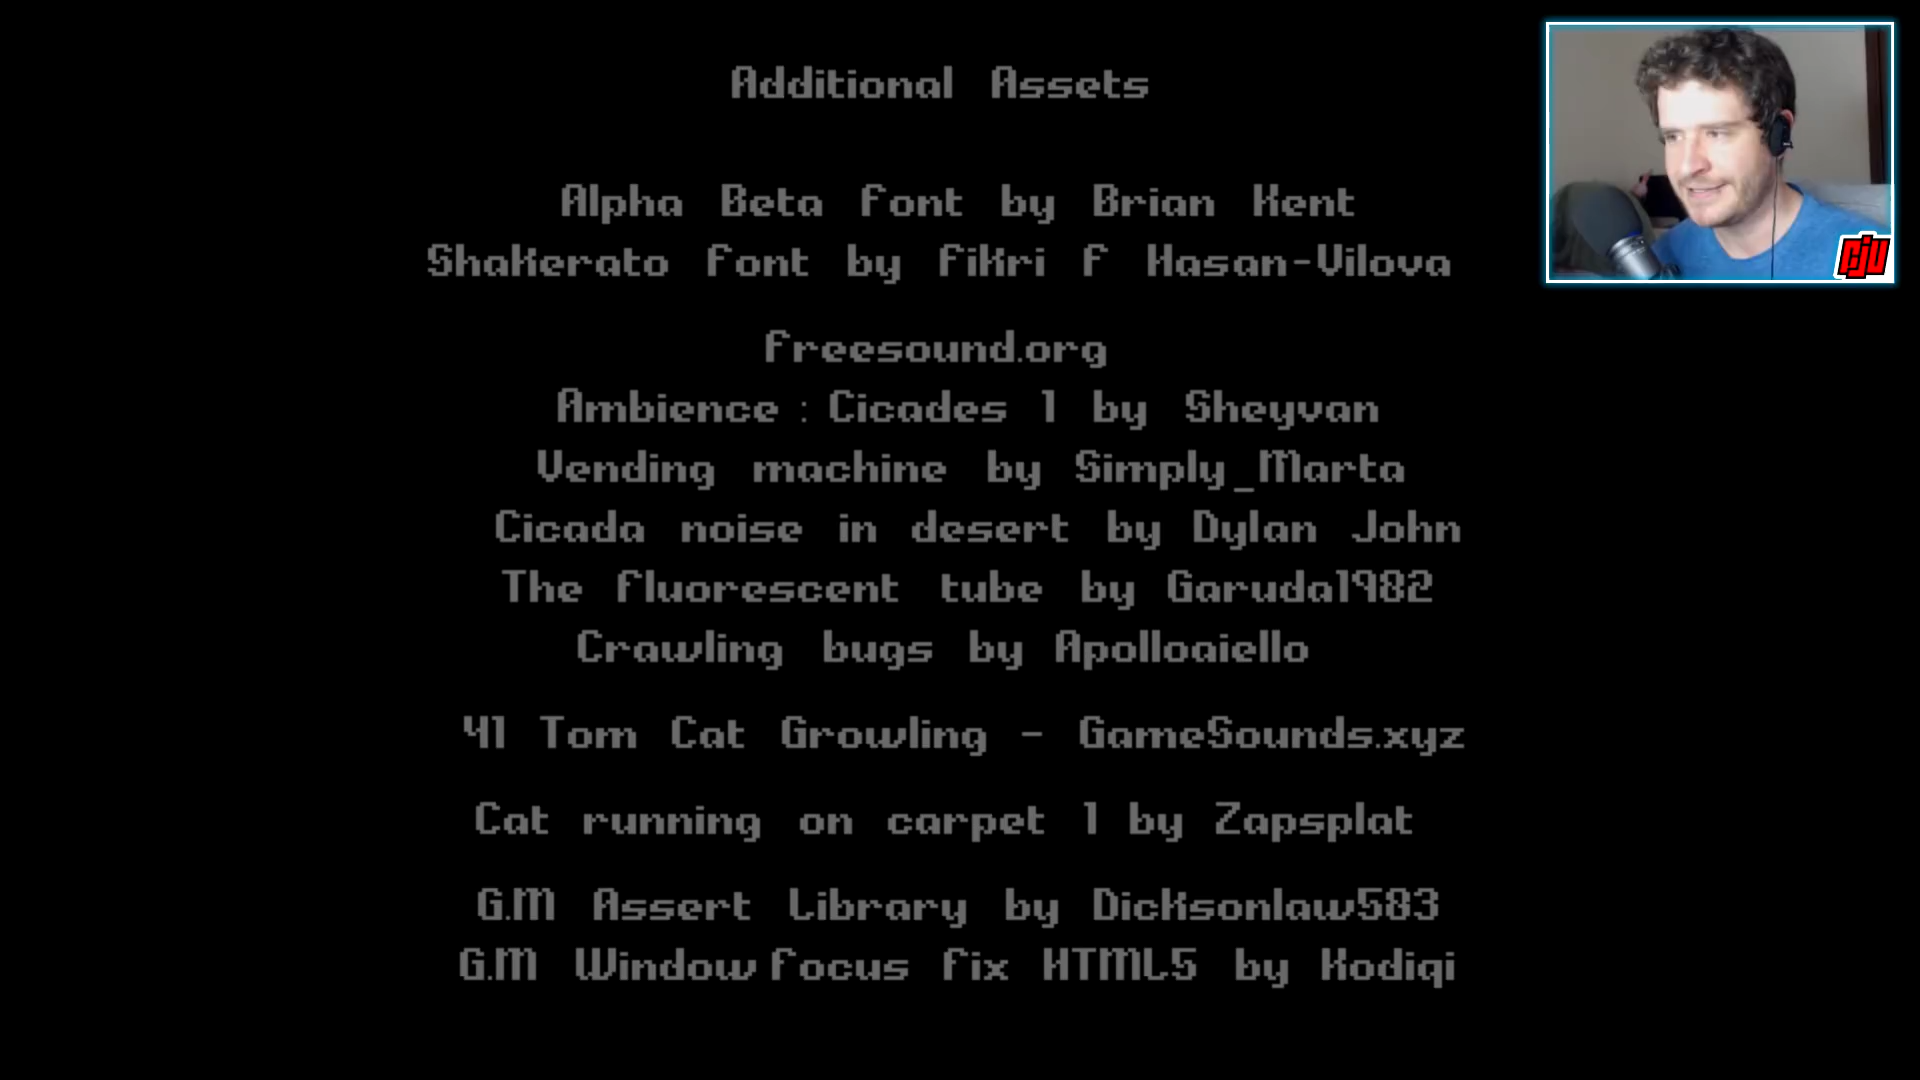 Additional Assets
Alpha Beta font by Brian Kent
Shakerato font by fikri f Hasan-Vilova
freesound.org
Ambience : Cicades 1 by Sheyvan
Vending machine by Simply_Marta
Cicada noise in desert by Dylan John
The fluorescent tube by Garuda1982
Crawling bugs by Apolloaiello
41 Tom Cat Growling - GameSounds.xyz
Cat running on carpet 1 by Zapsplat
G.M Assert Library by Dicksonlaw583
G.M Window focus fix HTML5 by Kodiqi
CJU